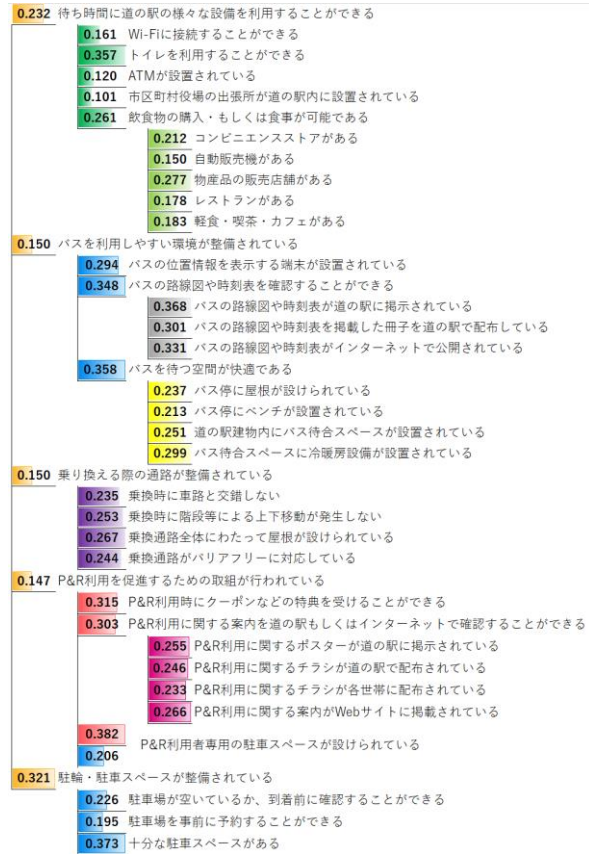 0.232 待ち時間に道の駅の様々な設備を利用することができる
0.161 Wi-Fiに接続することができる
0.357 トイレを利用することができる
0.120 ATMが設置されている
0.101 市区町村役場の出張所が道の駅内に設置されている
0.261 飲食物の購入・もしくは食事が可能である
0.212 コンビニエンスストアがある
0.150 自動販売機がある
0.277 物産品の販売店舗がある
0.178 レストランがある
0.183 軽食・喫茶・カフェがある
0.150 バスを利用しやすい環境が整備されている
0.294 バスの位置情報を表示する端末が設置されている
0.348 バスの路線図や時刻表を確認することができる
0.368 バスの路線図や時刻表が道の駅に掲示されている
0.301 バスの路線図や時刻表を掲載した冊子を道の駅で配布している
0.331 バスの路線図や時刻表がインターネットで公開されている
0.358 バスを待つ空間が快適である
0.237 バス停に屋根が設けられている
0.213 バス停にベンチが設置されている
0.251 道の駅建物内にバス待合スペースが設置されている
0.299 バス待合スペースに冷暖房設備が設置されている
0.150 乗り換える際の通路が整備されている
0.235 乗換時に車路と交錯しない
0.253 乗換時に階段等による上下移動が発生しない
0.267 乗換通路全体にわたって屋根が設けられている
0.244 乗換通路がバリアフリーに対応している
0.147 P&R利用を促進するための取組が行われている
0.315 P&R利用時にクーポンなどの特典を受けることができる
0.303 P&R利用に関する案内を道の駅もしくはインターネットで確認することができる
0.255 P&R利用に関するポスターが道の駅に掲示されている
0.246 P&R利用に関するチラシが道の駅で配布されている
0.233 P&R利用に関するチラシが各世帯に配布されている
0.266 P&R利用に関する案内がWebサイトに掲載されている
0.382
P&R利用者専用の駐車スペースが設けられている
0.206
0.321 駐輪・駐車スペースが整備されている
0.226 駐車場が空いているか、到着前に確認することができる
0.195 駐車場を事前に予約することができる
0.373 十分な駐車スペースがある